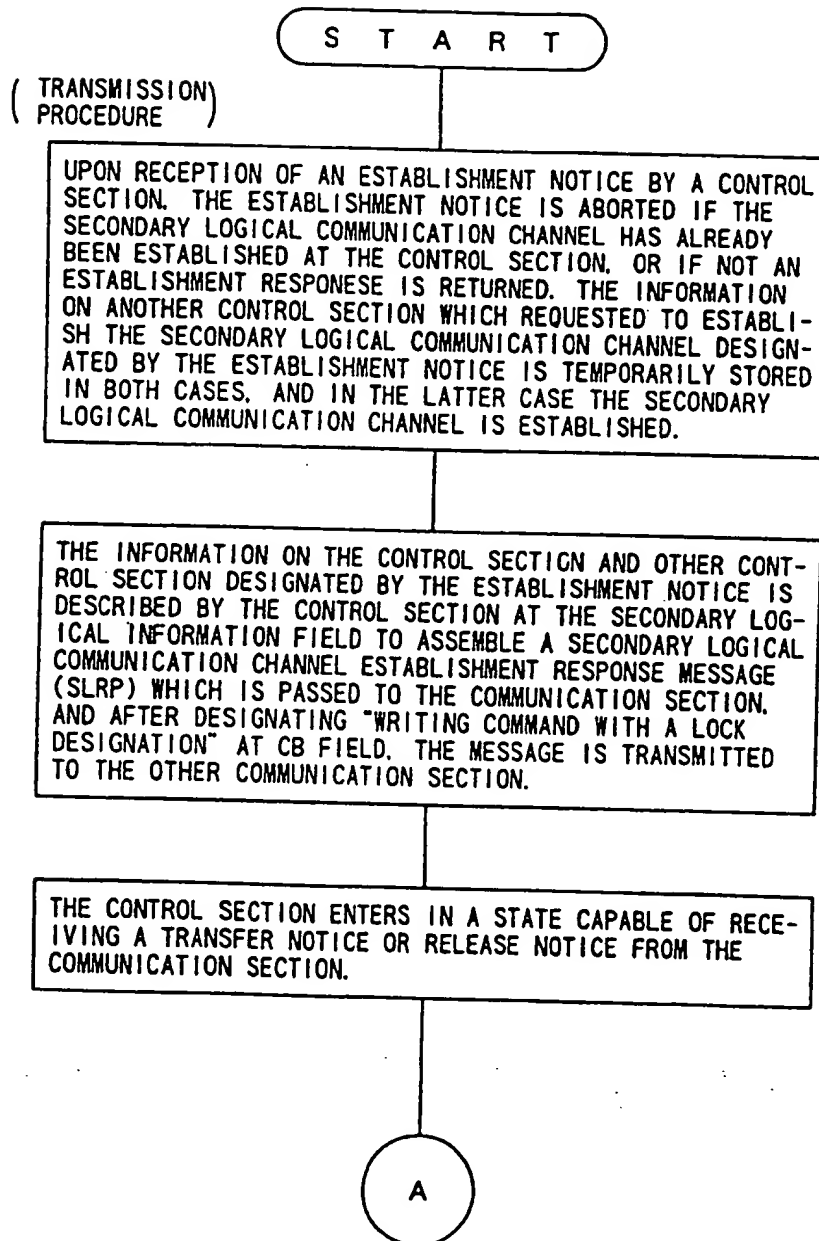 S T A R T
( TRANSMISSION )
PROCEDURE
UPON RECEPTION OF AN ESTABLISHMENT NOTICE BY A CONTROL
SECTION. THE ESTABLISHMENT NOTICE IS ABORTED IF THE
SECONDARY LOGICAL COMMUNICATION CHANNEL HAS ALREADY
BEEN ESTABLISHED AT THE CONTROL SECTION. OR IF NOT AN
ESTABLISHMENT RESPONESE IS RETURNED. THE INFORMATION
ON ANOTHER CONTROL SECTION WHICH REQUESTED TO ESTABLI-
SH THE SECONDARY LOGICAL COMMUNICATION CHANNEL DESIGN-
ATED BY THE ESTABLISHMENT NOTICE IS TEMPORARILY STORED
IN BOTH CASES. AND IN THE LATTER CASE THE SECONDARY
LOGICAL COMMUNICATION CHANNEL IS ESTABLISHED.
THE INFORMATION ON THE CONTROL SECTION AND OTHER CONT-
ROL SECTION DESIGNATED BY THE ESTABLISHMENT NOTICE IS
DESCRIBED BY THE CONTROL SECTION AT THE SECONDARY LOG-
ICAL INFORMATION FIELD TO ASSEMBLE A SECONDARY LOGICAL
COMMUNICATION CHANNEL ESTABLISHMENT RESPONSE MESSAGE
(SLRP) WHICH IS PASSED TO THE COMMUNICATION SECTION.
AND AFTER DESIGNATING "WRITING COMMAND WITH A LOCK
DESIGNATION" AT CB FIELD. THE MESSAGE IS TRANSMITTED
TO THE OTHER COMMUNICATION SECTION.
THE CONTROL SECTION ENTERS IN A STATE CAPABLE OF RECE-
IVING A TRANSFER NOTICE OR RELEASE NOTICE FROM THE
COMMUNICATION SECTION.
A